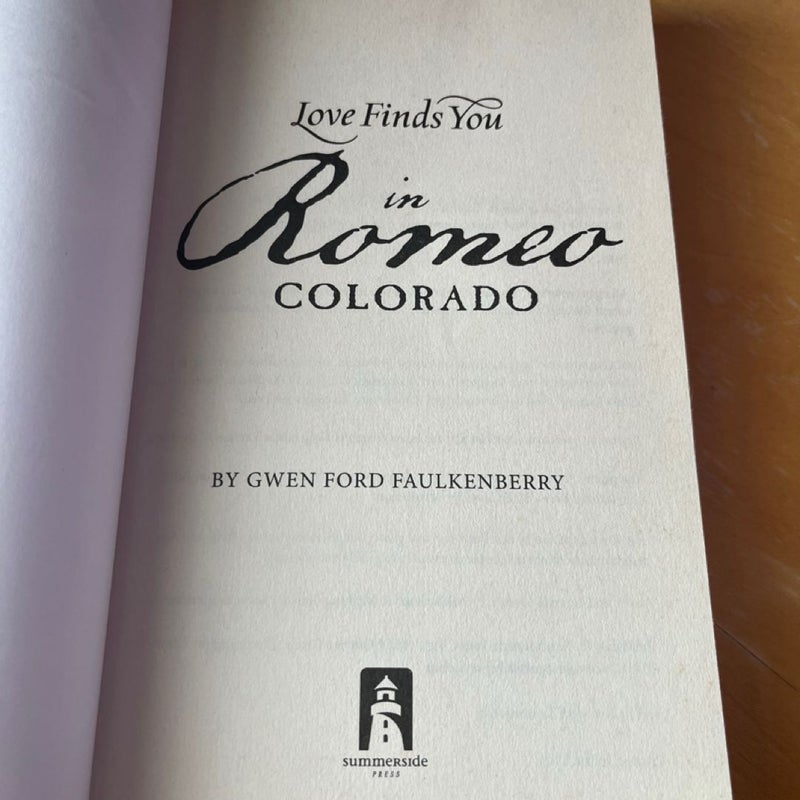 Love Finds You
in
Romeo
COLORADO
BY GWEN FORD FAULKENBERRY
summerside
PRESS